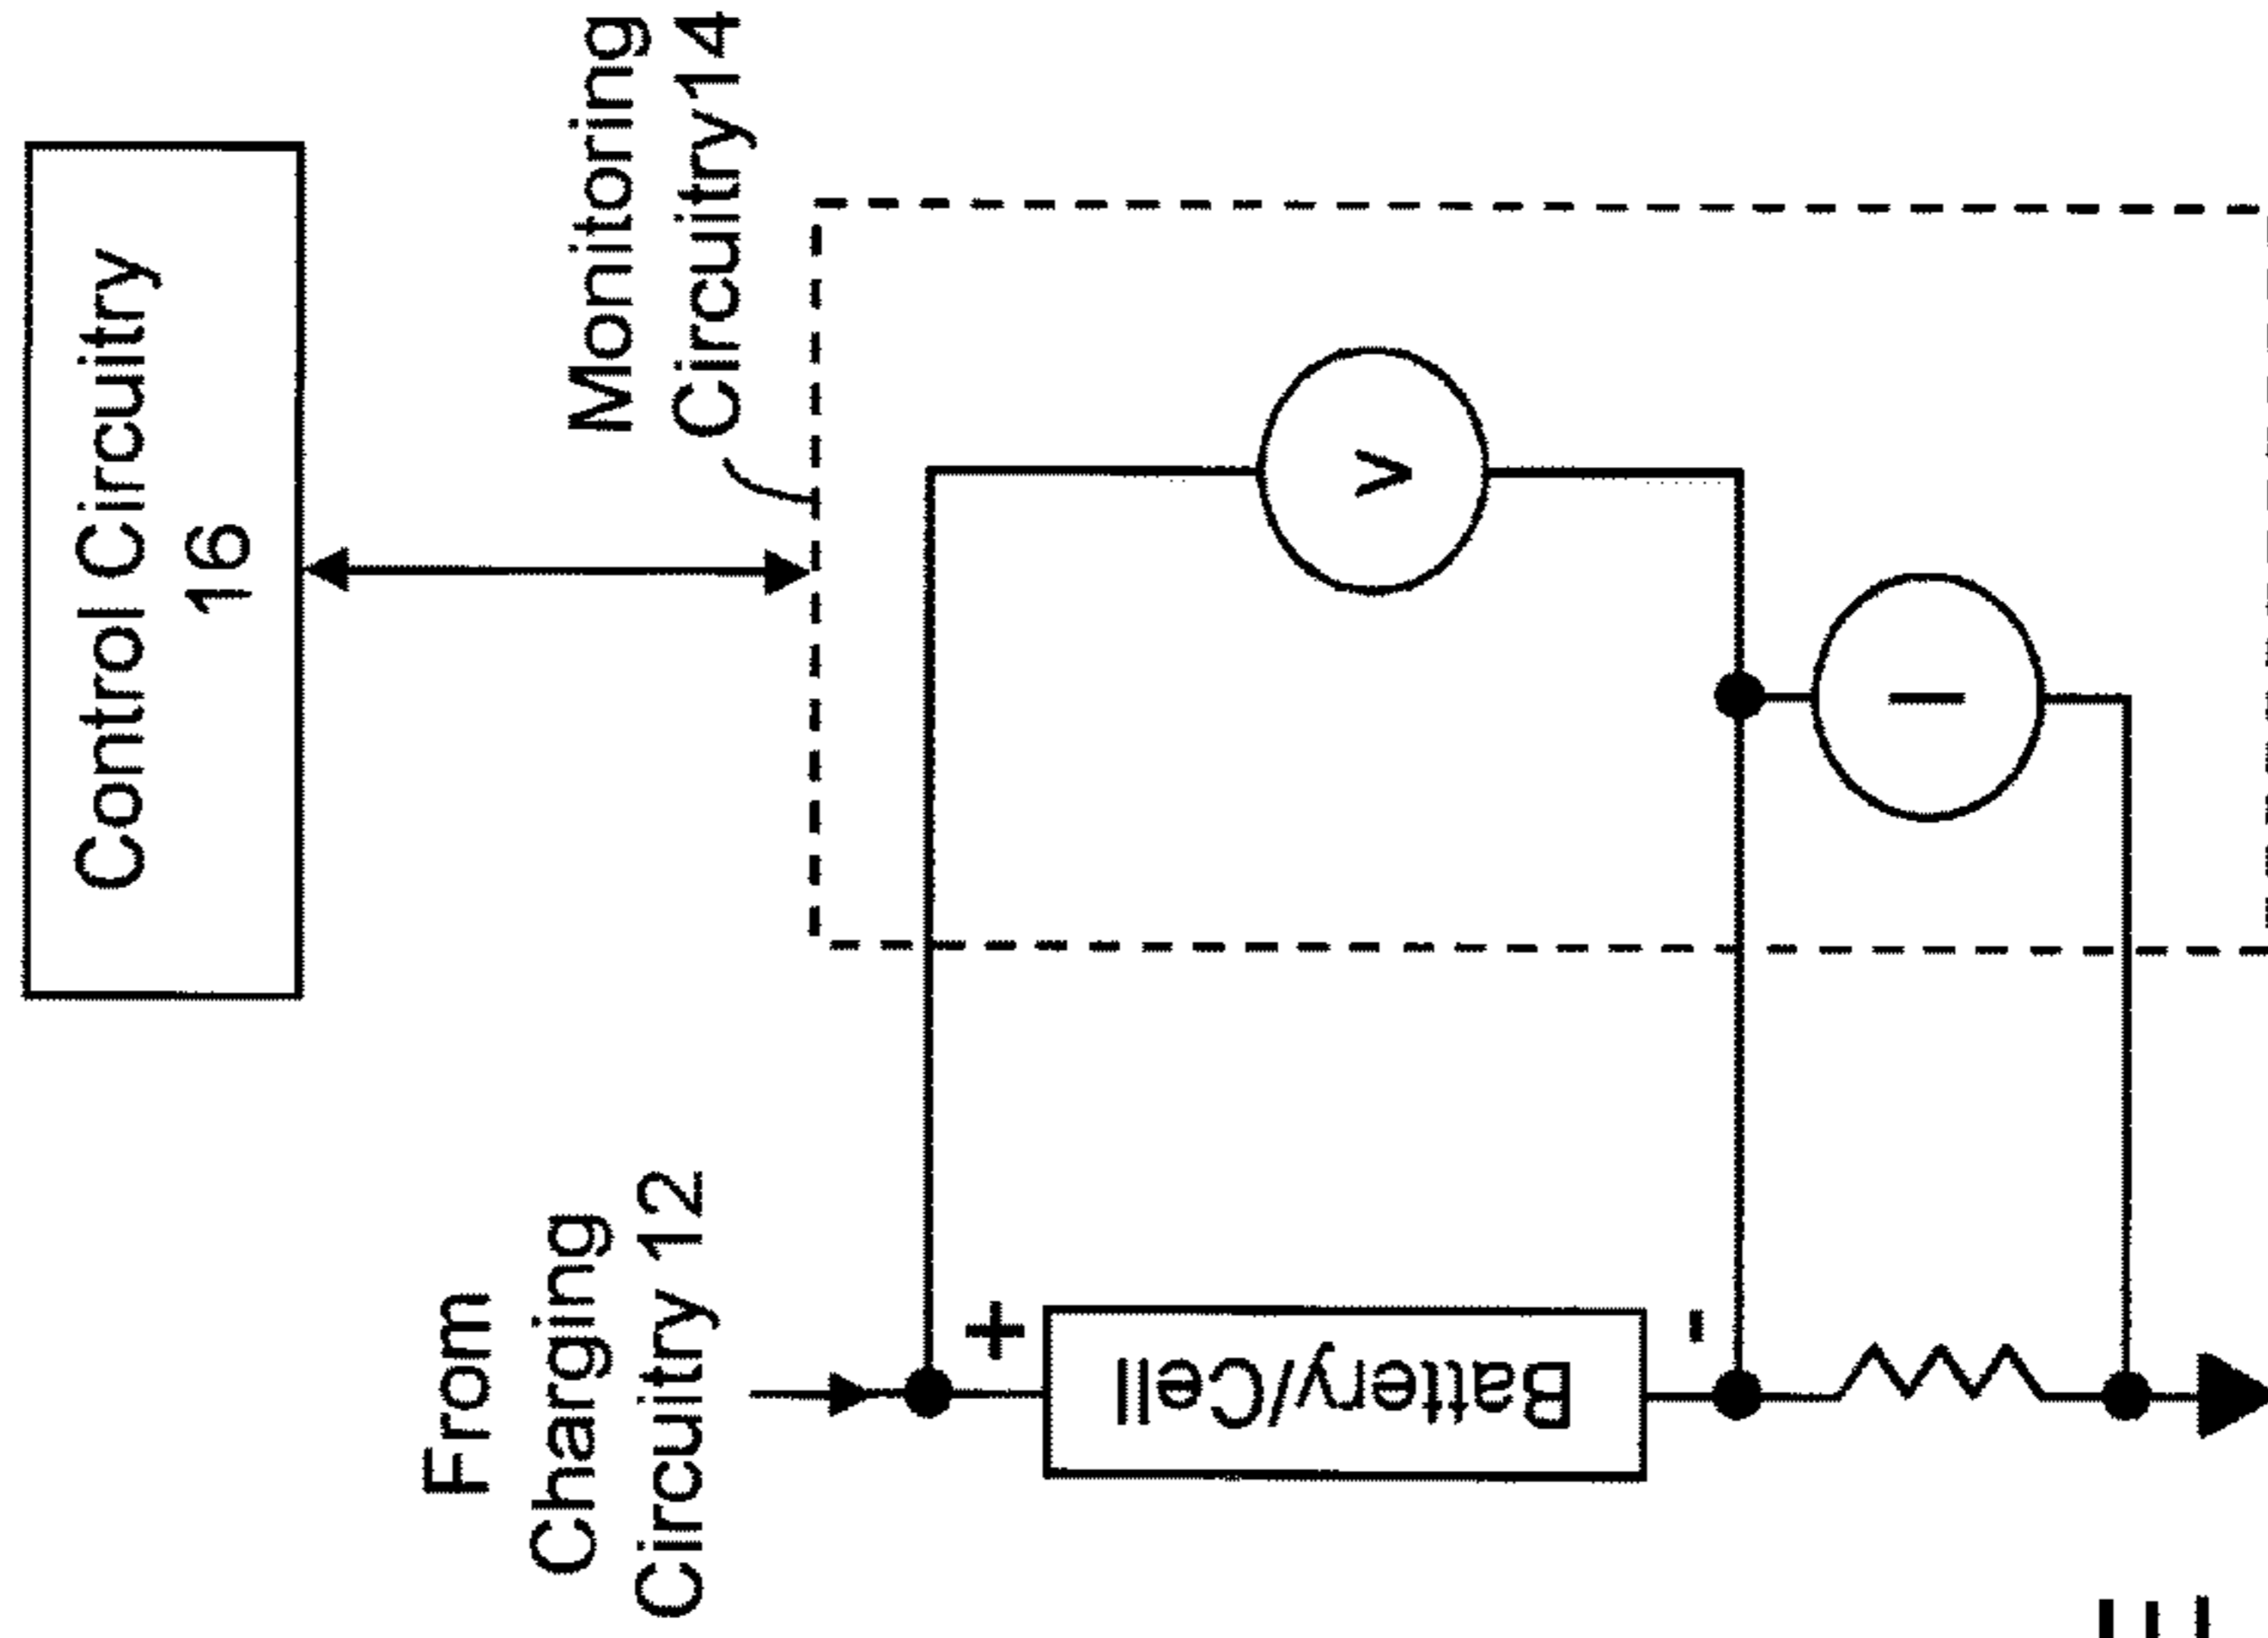 Control Circuitry
16
Monitoring
Circuitry14
From
Charging
Circuitry 12
+
Battery/Cell
-
V
I